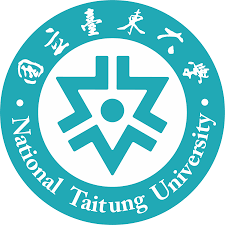 國立臺東大學
National Taitung University